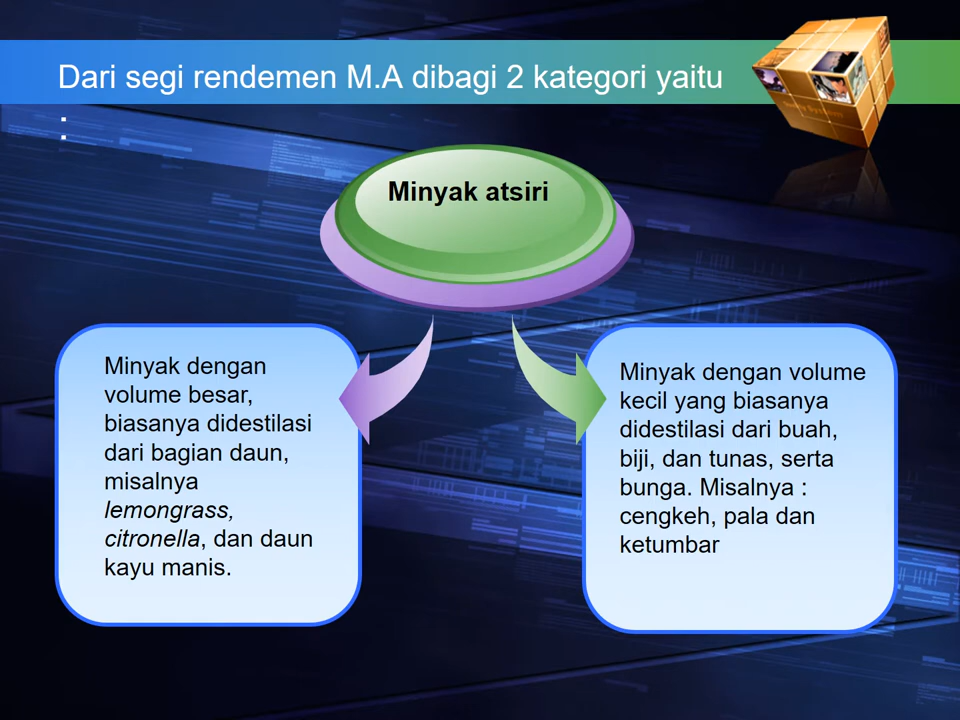 Dari segi rendemen M.A dibagi 2 kategori yaitu
:
Minyak atsiri
Minyak dengan
volume besar,
biasanya didestilasi
dari bagian daun,
misalnya
lemongrass,
citronella, dan daun
kayu manis.
Minyak dengan volume
kecil yang biasanya
didestilasi dari buah,
biji, dan tunas, serta
bunga. Misalnya :
cengkeh, pala dan
ketumbar